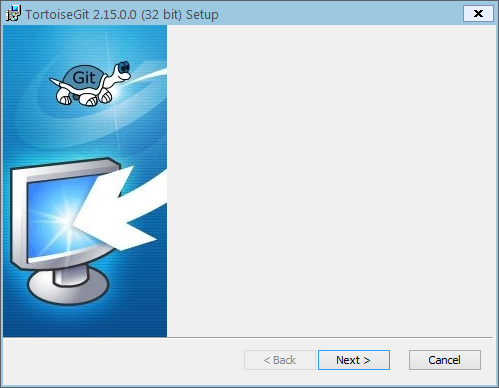 TortoiseGit 2.15.0.0 (32 bit) Setup
Git
< Back
Next >
Cancel